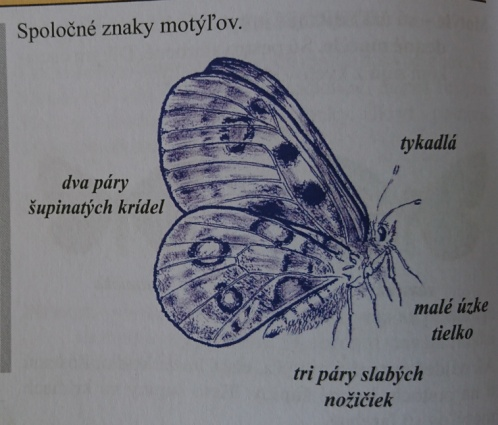 Spoločné znaky motýľov.
tykadlá
dva páry
šupinatých krídel
malé úzke
tielko
tri páry slabých
nožičiek